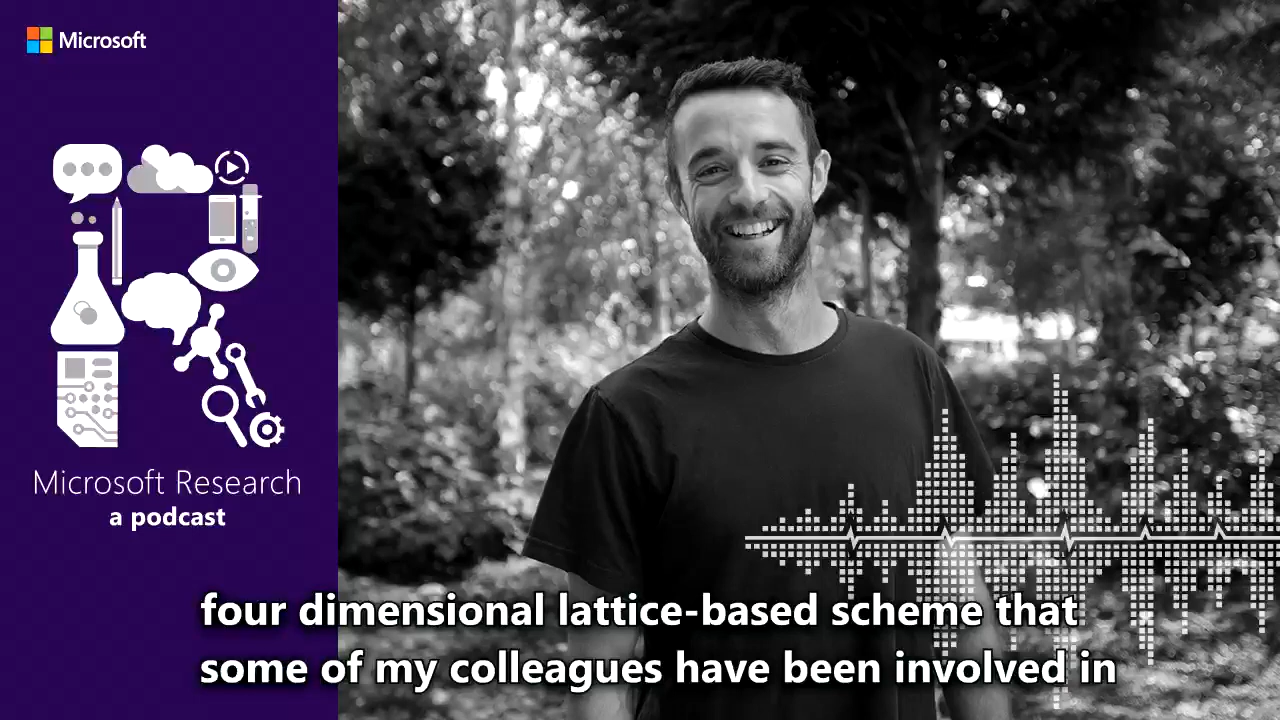 Microsoft
Microsoft Research
a podcast
four dimensional lattice-based scheme that
some of my colleagues have been involved in